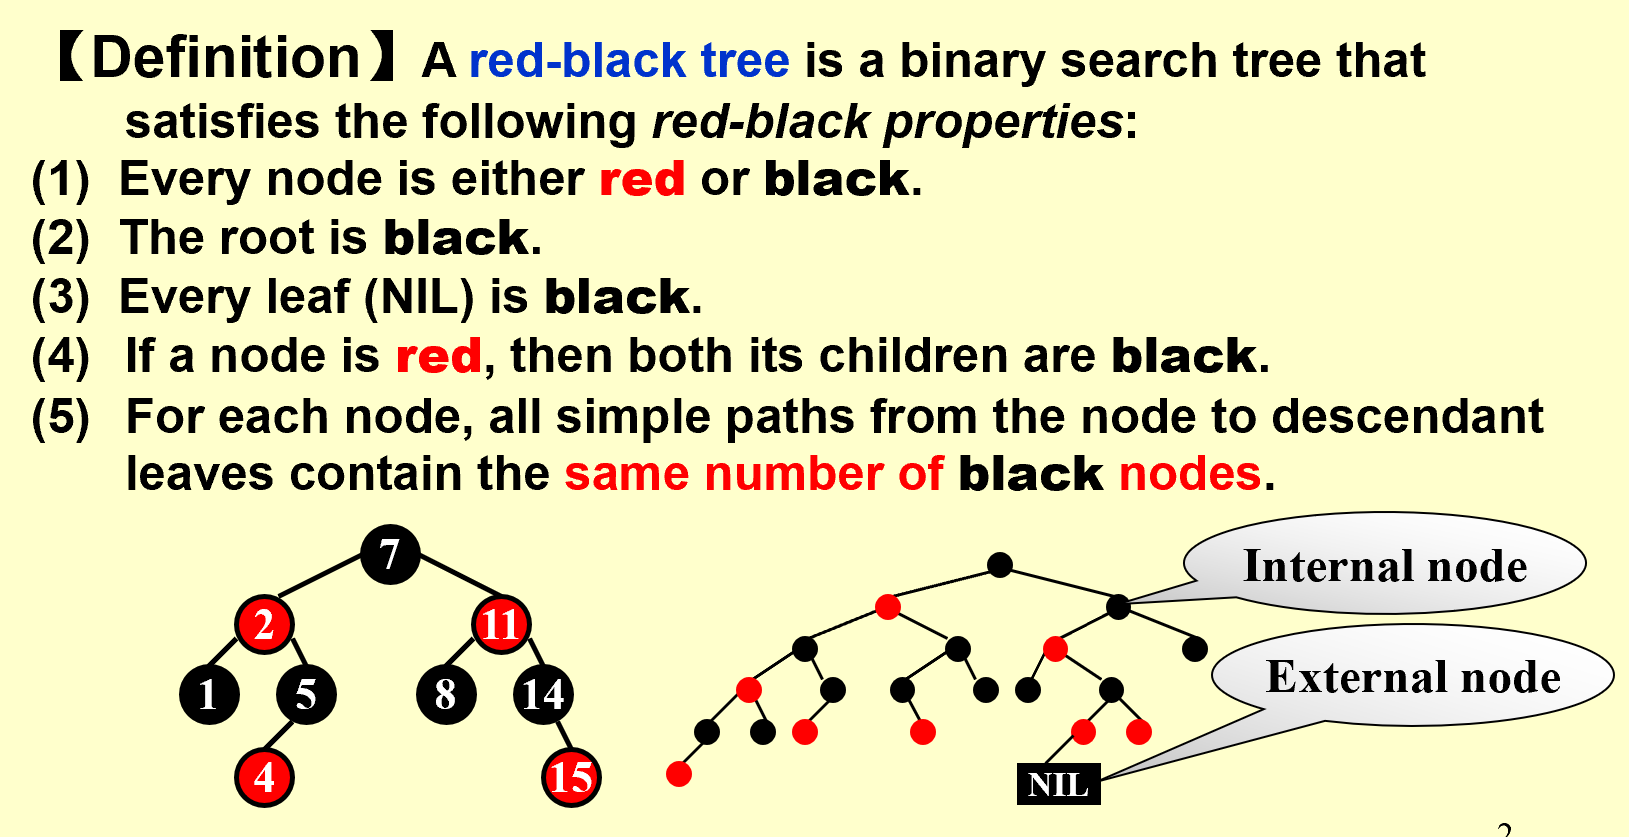 【Definition】A red-black tree is a binary search tree that
satisfies the following red-black properties:
(1) Every node is either red or black.
(2) The root is black.
(3) Every leaf (NIL) is black.
(4) If a node is red, then both its children are black.
(5) For each node, all simple paths from the node to descendant
leaves contain the same number of black nodes.
7
2 11
1 5 8 14
4 15
Internal node
External node
NIL
2